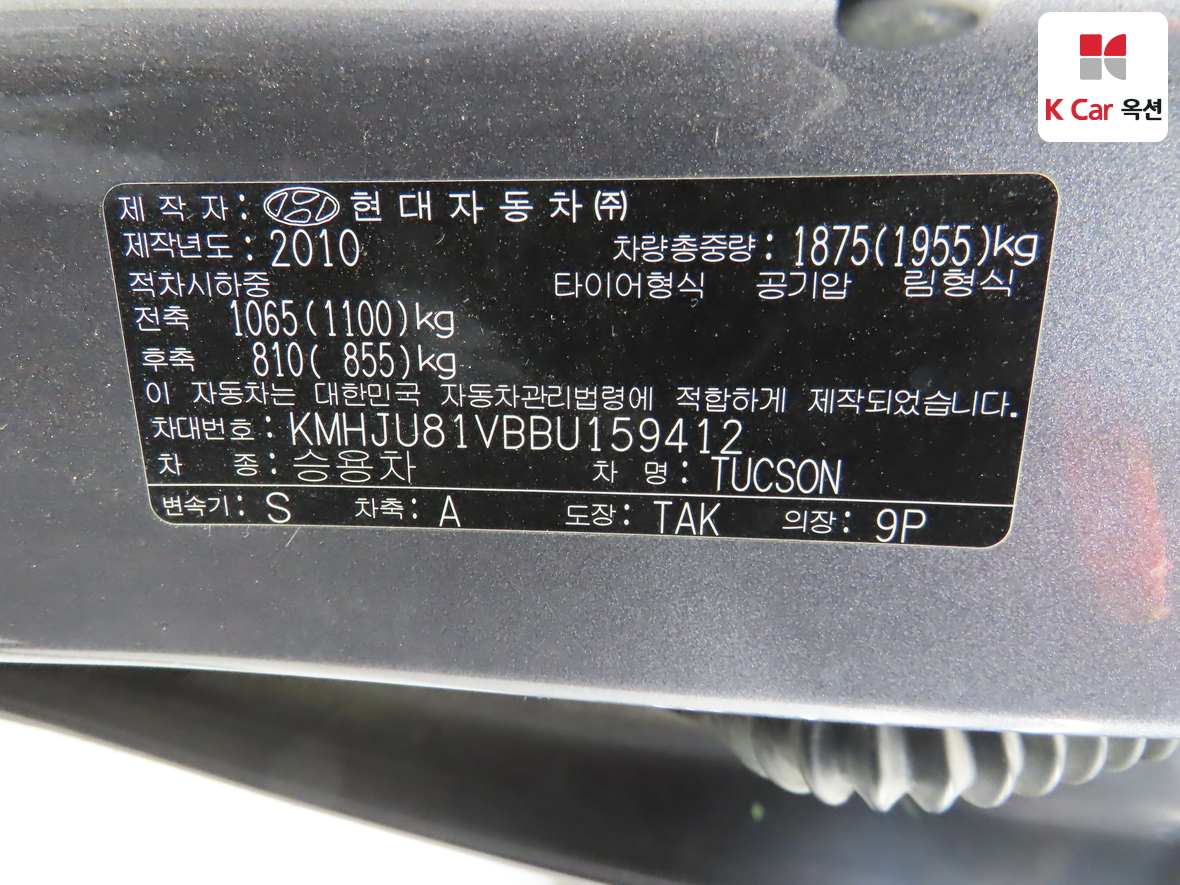 K Car 옥션
제 작 자 : 현 대 자 동 차 ㈜
제작년도 : 2010 차량총중량 : 1875(1955)kg
적차시하중 타이어형식 공기압 림형식
전축 1065(1100)kg
후축 810( 855)kg
이 자동차는 대한민국 자동차관리법령에 적합하게 제작되었습니다.
차대번호 : KMHJU81VBBU159412
차 종 : 승용차 차 명 : TUCSON
변속기 : S 차축 : A 도장 : TAK 의장 : 9P